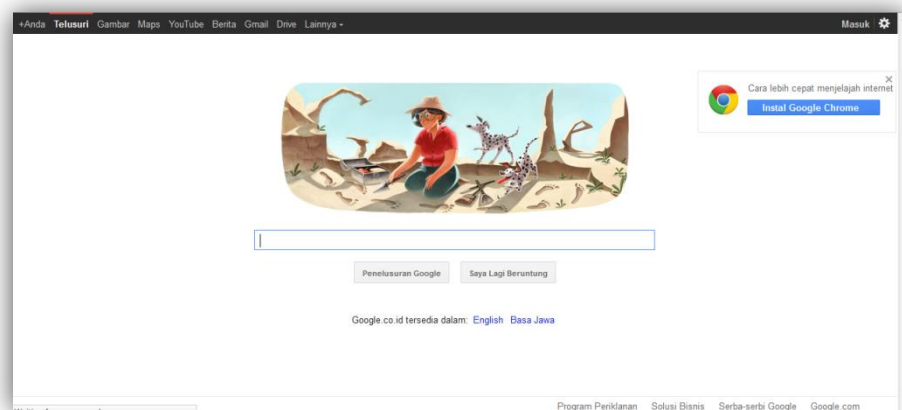 +Anda Telusuri Gambar Maps YouTube Berita Gmail Drive Lainnya Masuk
Cara lebih cepat menjelajah internet
Instal Google Chrome
Penelusuran Google Saya Lagi Beruntung
Google.co.id tersedia dalam: English Basa Jawa
Program Periklanan Solusi Bisnis Serba-serbi Google Google.com